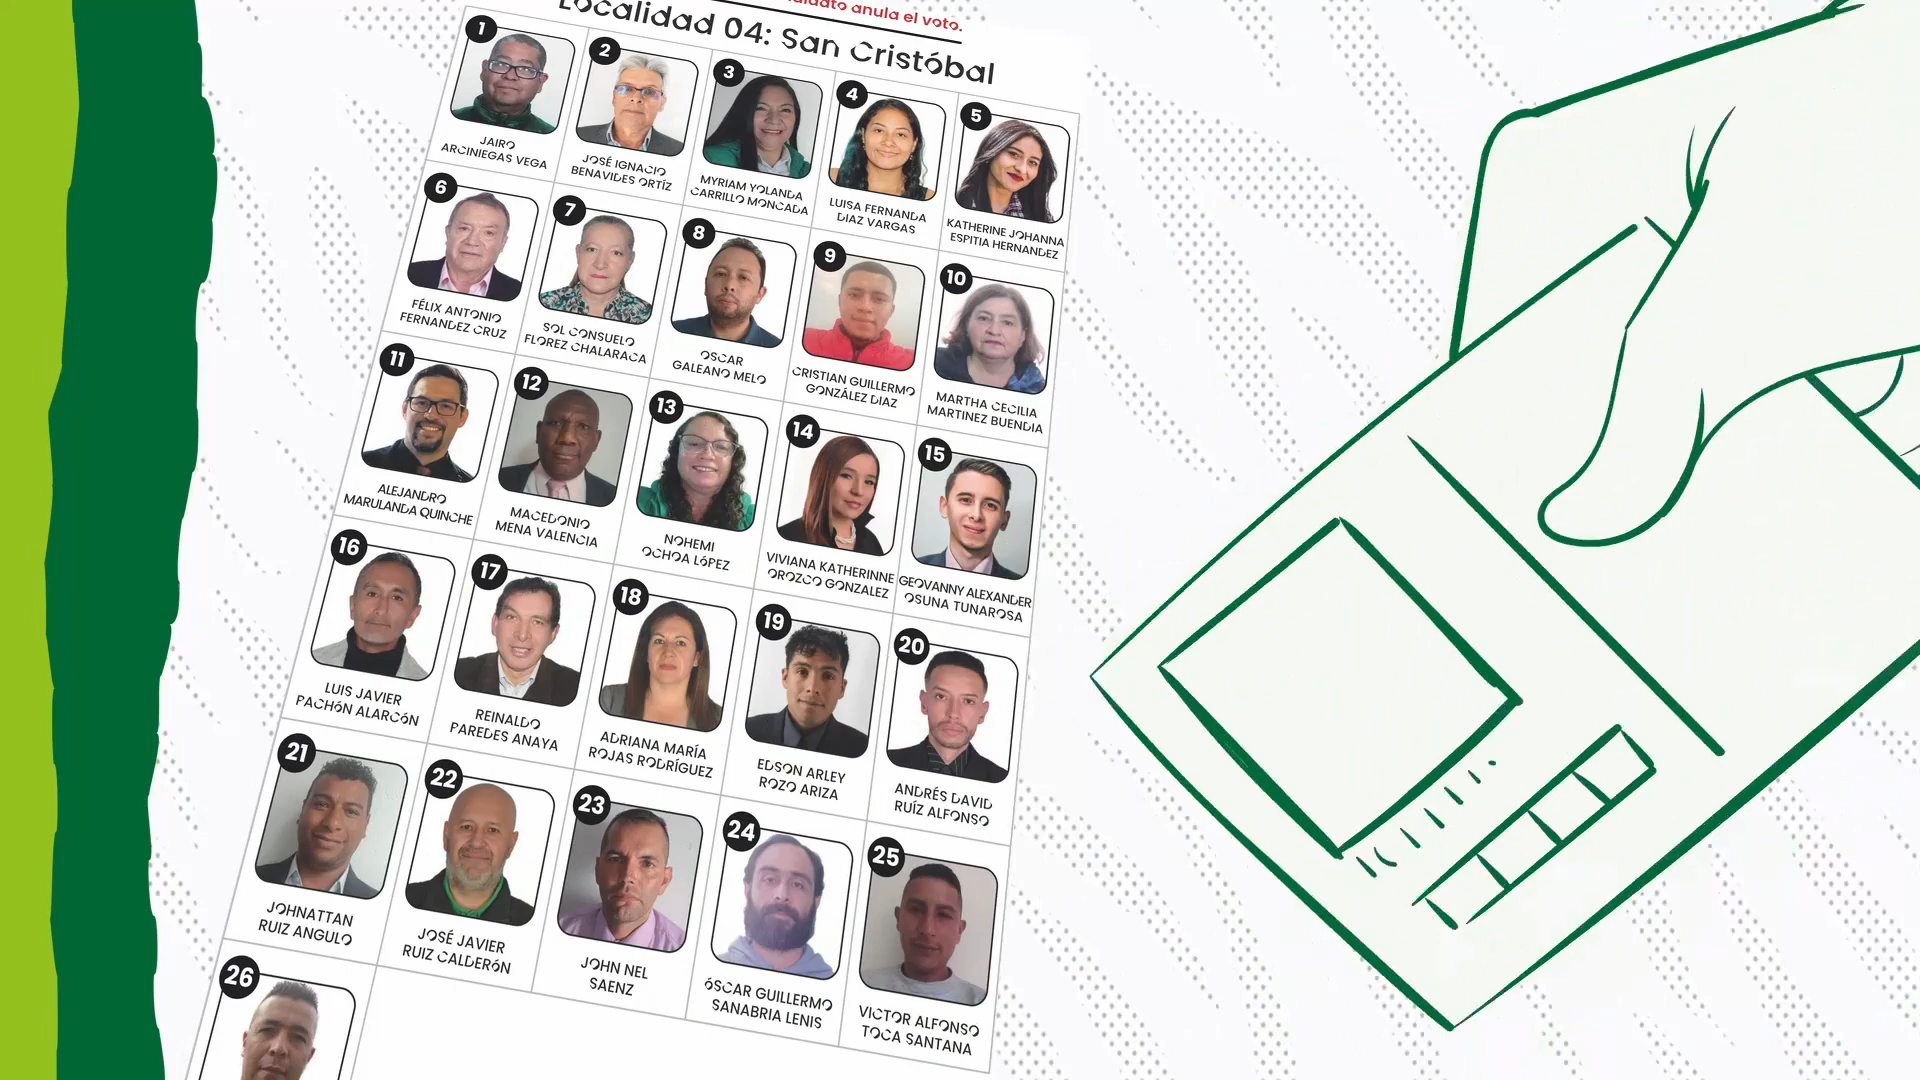 anula el voto.
Localidad 04: San Cristóbal
1
JAIRO
ARCINIEGAS VEGA
2
JOSÉ IGNACIO
BENAVIDES ORTÍZ
3
MYRIAM YOLANDA
CARRILLO MONCADA
4
LUISA FERNANDA
DIAZ VARGAS
5
KATHERINE JOHANNA
ESPITIA HERNANDEZ
6
FÉLIX ANTONIO
FERNANDEZ CRUZ
7
SOL CONSUELO
FLOREZ CHALARACA
8
OSCAR
GALEANO MELO
9
CRISTIAN GUILLERMO
GONZÁLEZ DIAZ
10
MARTHA CECILIA
MARTINEZ BUENDIA
11
ALEJANDRO
MARULANDA QUINCHE
12
MACEDONIO
MENA VALENCIA
13
NOHEMI
OCHOA LóPEZ
14
VIVIANA KATHERINNE
OROZCO GONZALEZ
15
GEOVANNY ALEXANDER
OSUNA TUNAROSA
16
LUIS JAVIER
PACHóN ALARCóN
17
REINALDO
PAREDES ANAYA
18
ADRIANA MARÍA
ROJAS RODRÍGUEZ
19
EDSON ARLEY
ROZO ARIZA
20
ANDRÉS DAVID
RUÍZ ALFONSO
21
JOHNATTAN
RUIZ ANGULO
22
JOSÉ JAVIER
RUIZ CALDERóN
23
JOHN NEL
SAENZ
24
óSCAR GUILLERMO
SANABRIA LENIS
25
VICTOR ALFONSO
TOCA SANTANA
26